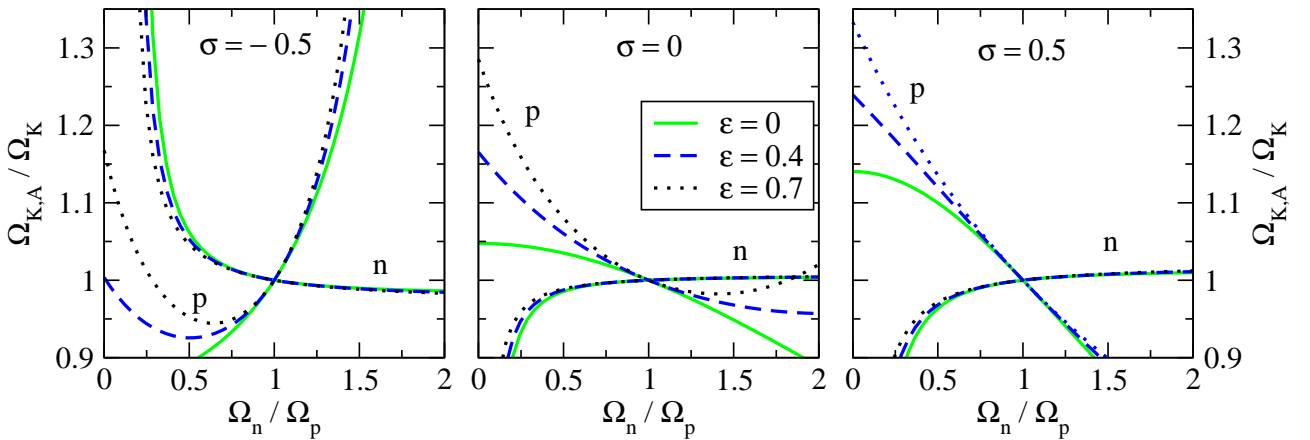 σ = − 0.5
σ = 0
σ = 0.5
1.3
1.2
1.1
1
0.9
Ω_{K,A} / Ω_K
p
n
p
n
p
n
ε = 0
ε = 0.4
ε = 0.7
1.3
1.2
1.1
1
0.9
Ω_{K,A} / Ω_K
0 0.5 1 1.5 2
0 0.5 1 1.5 2
0 0.5 1 1.5 2
Ω_n / Ω_p
Ω_n / Ω_p
Ω_n / Ω_p